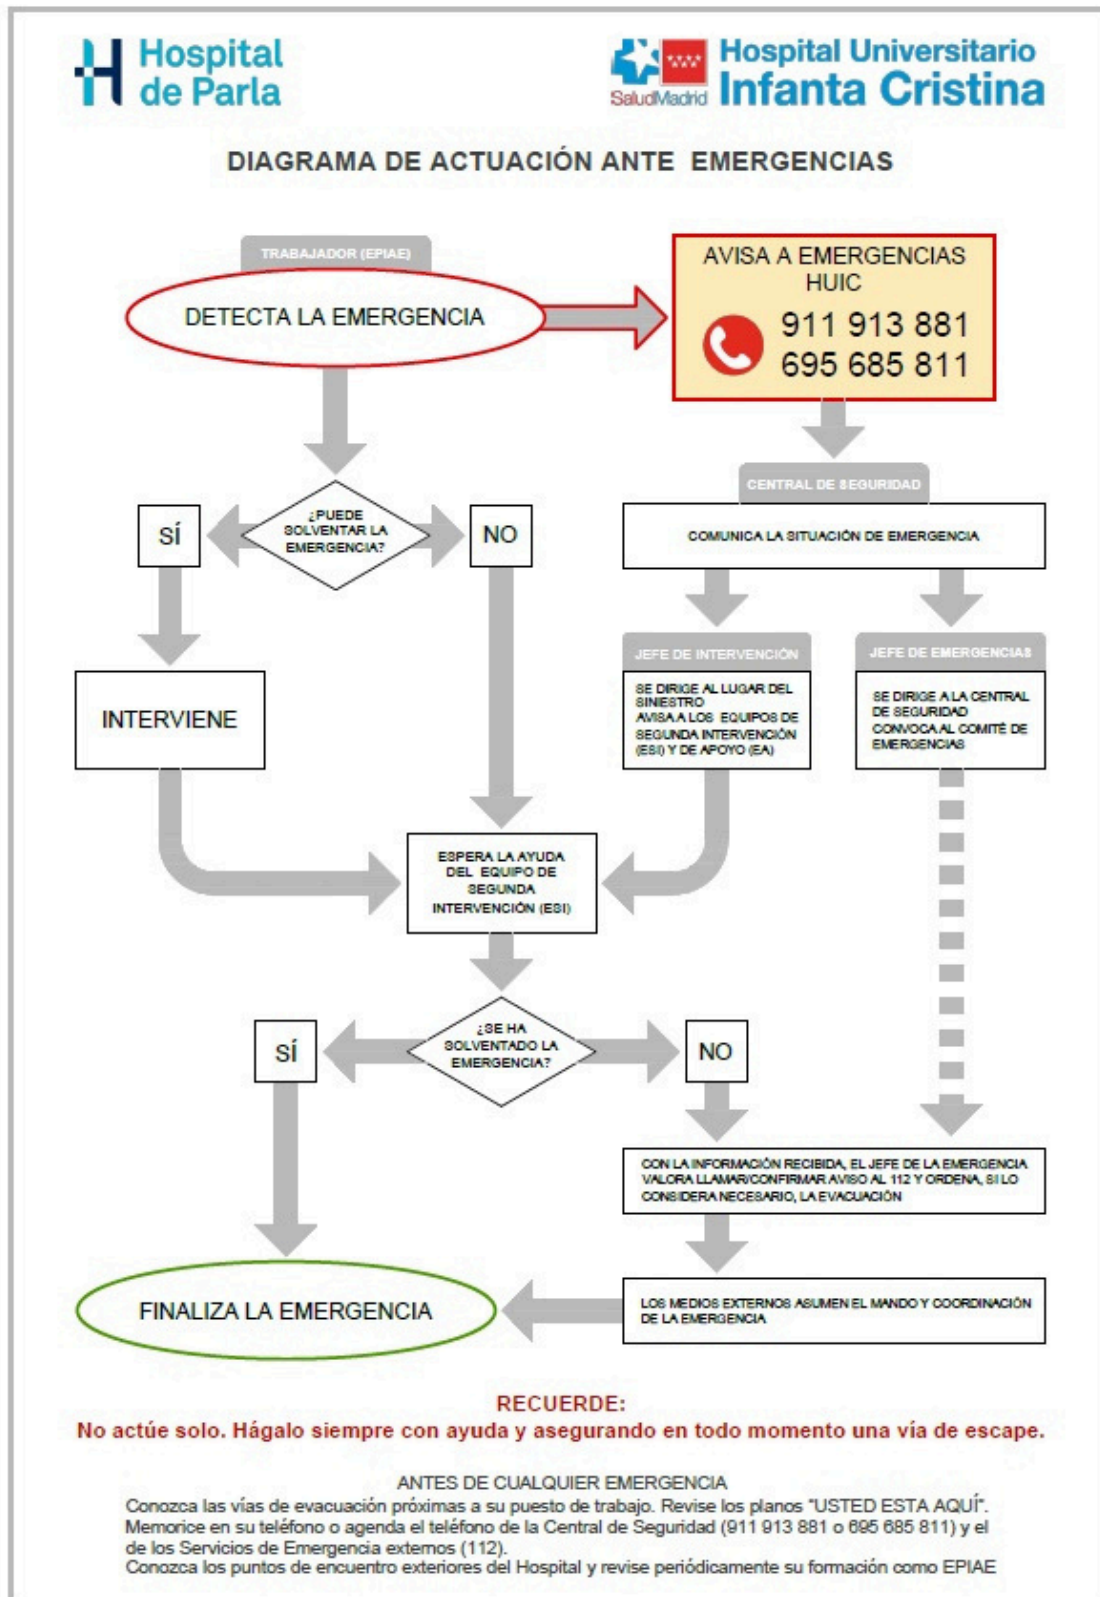 Hospital
de Parla
SaludMadrid
Hospital Universitario
Infanta Cristina
DIAGRAMA DE ACTUACIÓN ANTE EMERGENCIAS
TRABAJADOR (EPIAE)
DETECTA LA EMERGENCIA
AVISA A EMERGENCIAS
HUIC
911 913 881
695 685 811
CENTRAL DE SEGURIDAD
COMUNICA LA SITUACIÓN DE EMERGENCIA
¿PUEDE
SOLVENTAR LA
EMERGENCIA?
SÍ
NO
INTERVIENE
JEFE DE INTERVENCIÓN
SE DIRIGE AL LUGAR DEL
SINIESTRO
AVISA A LOS EQUIPOS DE
SEGUNDA INTERVENCIÓN
(ESI) Y DE APOYO (EA)
JEFE DE EMERGENCIAS
SE DIRIGE A LA CENTRAL
DE SEGURIDAD
CONVOCA AL COMITÉ DE
EMERGENCIAS
ESPERA LA AYUDA
DEL EQUIPO DE
SEGUNDA
INTERVENCIÓN (ESI)
¿SE HA
SOLVENTADO LA
EMERGENCIA?
SÍ
NO
CON LA INFORMACIÓN RECIBIDA, EL JEFE DE LA EMERGENCIA
VALORA LLAMAR/CONFIRMAR AVISO AL 112 Y ORDENA, SI LO
CONSIDERA NECESARIO, LA EVACUACIÓN
LOS MEDIOS EXTERNOS ASUMEN EL MANDO Y COORDINACIÓN
DE LA EMERGENCIA
FINALIZA LA EMERGENCIA
RECUERDE:
No actúe solo. Hágalo siempre con ayuda y asegurando en todo momento una vía de escape.
ANTES DE CUALQUIER EMERGENCIA
Conozca las vías de evacuación próximas a su puesto de trabajo. Revise los planos "USTED ESTA AQUÍ".
Memorice en su teléfono o agenda el teléfono de la Central de Seguridad (911 913 881 o 695 685 811) y el
de los Servicios de Emergencia externos (112).
Conozca los puntos de encuentro exteriores del Hospital y revise periódicamente su formación como EPIAE